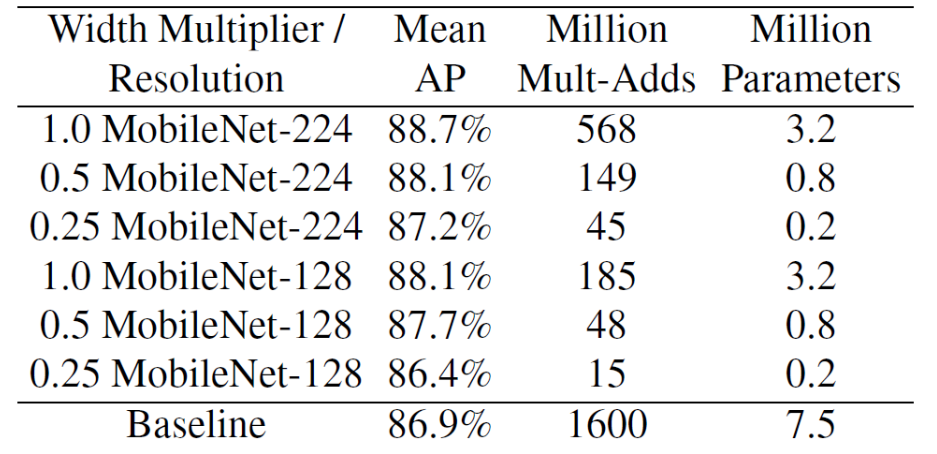 Width Multiplier / Mean Million Million
Resolution AP Mult-Adds Parameters
1.0 MobileNet-224 88.7% 568 3.2
0.5 MobileNet-224 88.1% 149 0.8
0.25 MobileNet-224 87.2% 45 0.2
1.0 MobileNet-128 88.1% 185 3.2
0.5 MobileNet-128 87.7% 48 0.8
0.25 MobileNet-128 86.4% 15 0.2
Baseline 86.9% 1600 7.5